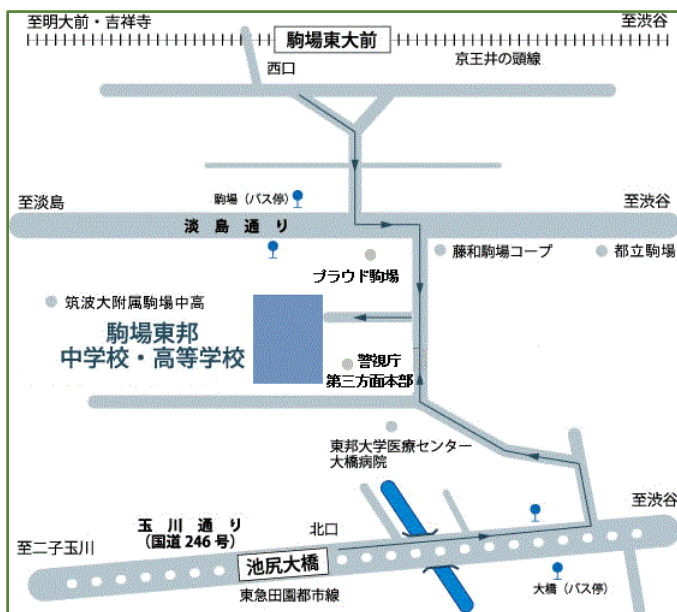 至明大前・吉祥寺
至渋谷
駒場東大前
京王井の頭線
西口
駒場（バス停）
至淡島
至渋谷
淡島通り
藤和駒場コープ
都立駒場
プラウド駒場
筑波大附属駒場中高
駒場東邦
中学校・高等学校
警視庁
第三方面本部
東邦大学医療センター
大橋病院
玉川通り
（国道246号）
北口
至渋谷
至二子玉川
池尻大橋
東急田園都市線
大橋（バス停）